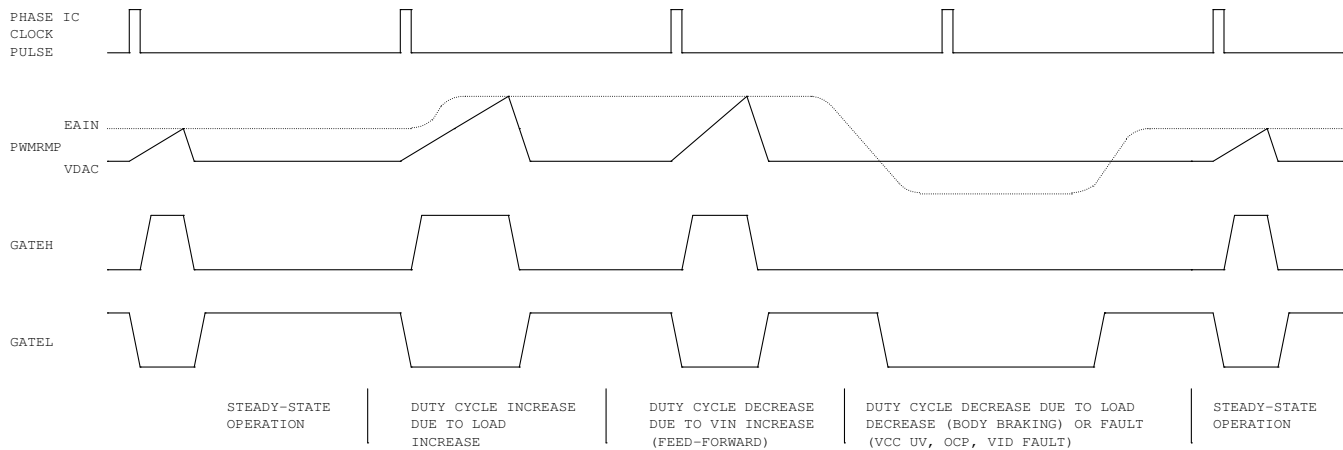 PHASE IC
CLOCK
PULSE
EAIN
PWMRMP
VDAC
GATEH
GATEL
STEADY-STATE
OPERATION
DUTY CYCLE INCREASE
DUE TO LOAD
INCREASE
DUTY CYCLE DECREASE
DUE TO VIN INCREASE
(FEED-FORWARD)
DUTY CYCLE DECREASE DUE TO LOAD
DECREASE (BODY BRAKING) OR FAULT
(VCC UV, OCP, VID FAULT)
STEADY-STATE
OPERATION